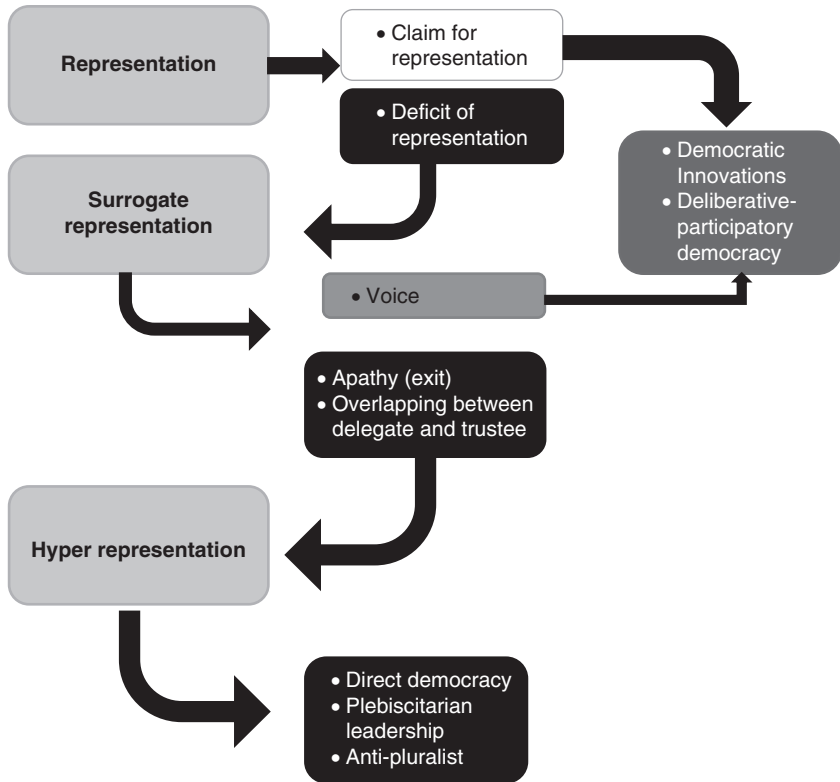 Representation
• Claim for
representation
• Deficit of
representation
• Democratic
Innovations
• Deliberative-
participatory
democracy
Surrogate
representation
• Voice
• Apathy (exit)
• Overlapping between
delegate and trustee
Hyper representation
• Direct democracy
• Plebiscitarian
leadership
• Anti-pluralist